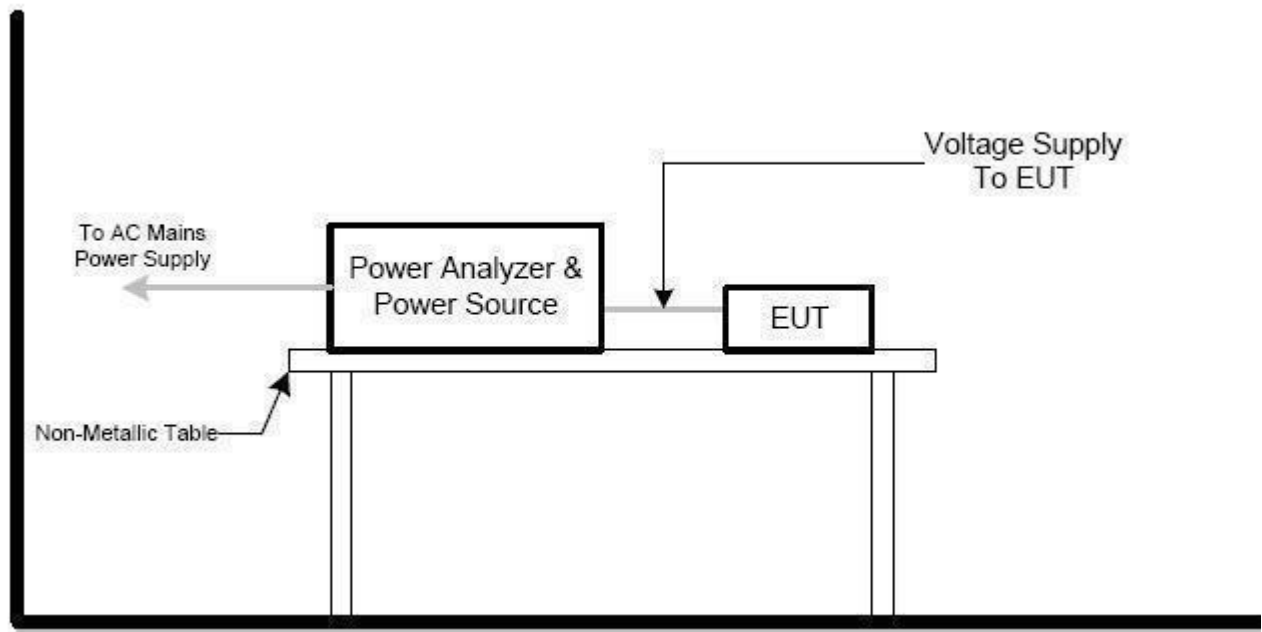 Voltage Supply
To EUT
To AC Mains
Power Supply
Power Analyzer &
Power Source
EUT
Non-Metallic Table